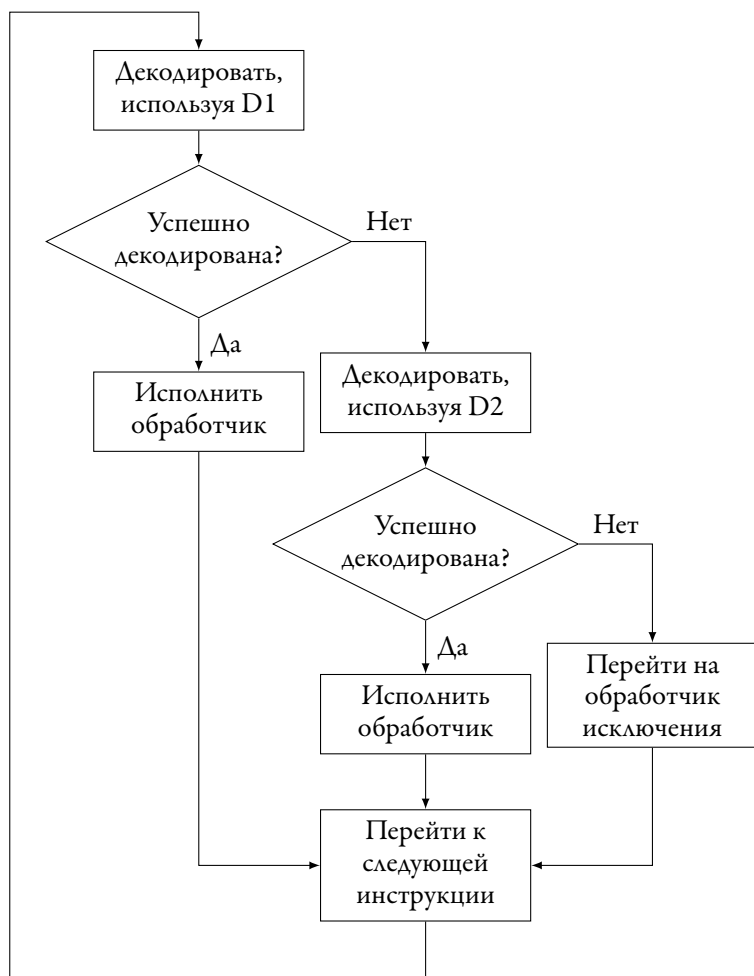 Декодировать,
используя D1
Успешно
декодирована?
Нет
Да
Исполнить
обработчик
Декодировать,
используя D2
Успешно
декодирована?
Нет
Да
Исполнить
обработчик
Перейти на
обработчик
исключения
Перейти к
следующей
инструкции